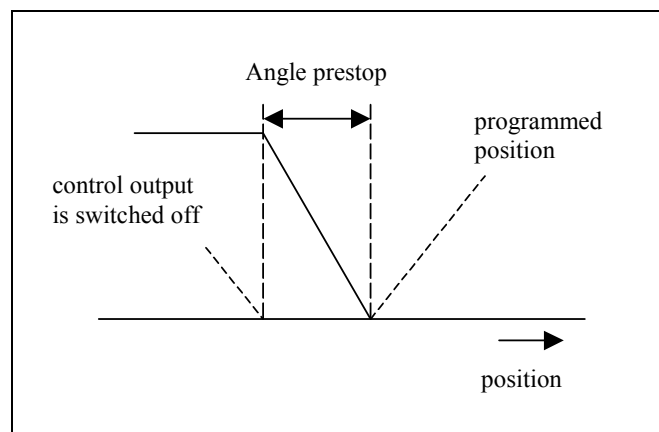 Angle prestop
programmed
position
control output
is switched off
position